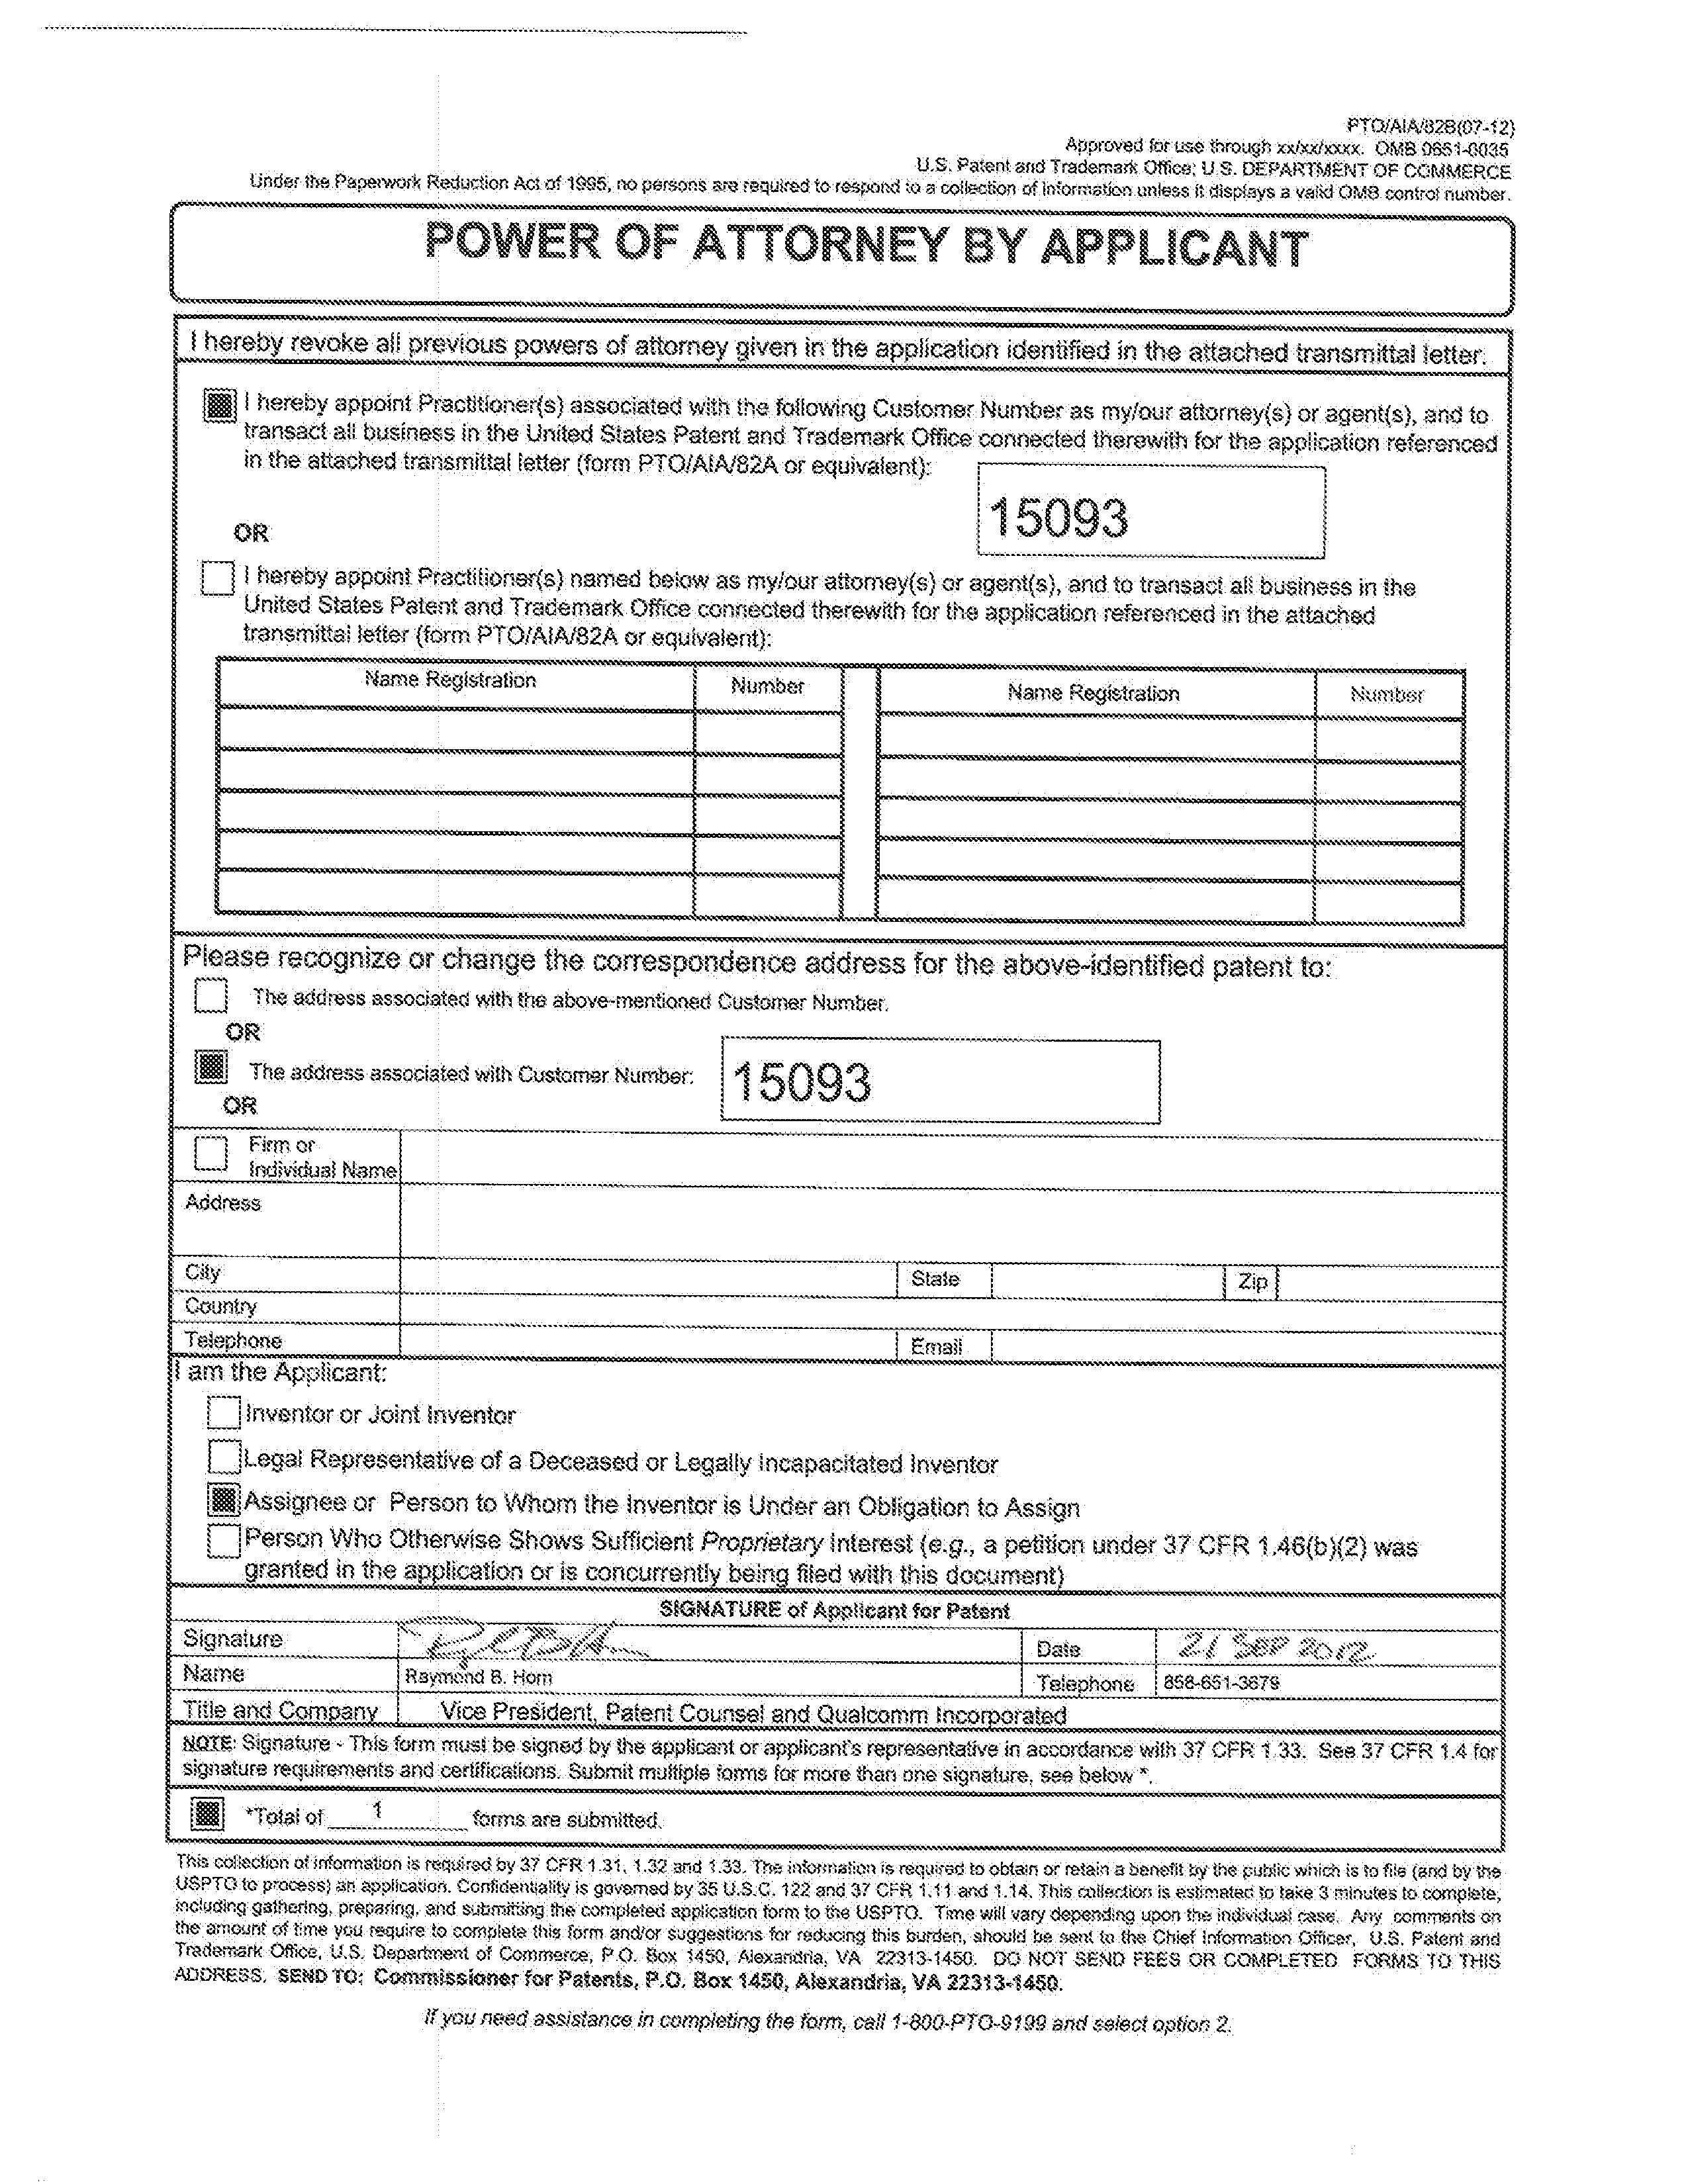 PTO/AIA/82B(07-12)
Approved for use through xx/xx/xxxx. OMB 0651-0035
U.S. Patent and Trademark Office; U.S. DEPARTMENT OF COMMERCE
Under the Paperwork Reduction Act of 1995, no persons are required to respond to a collection of information unless it displays a valid OMB control number.
POWER OF ATTORNEY BY APPLICANT
I hereby revoke all previous powers of attorney given in the application identified in the attached transmittal letter.
I hereby appoint Practitioner(s) associated with the following Customer Number as my/our attorney(s) or agent(s), and to
transact all business in the United States Patent and Trademark Office connected therewith for the application referenced
in the attached transmittal letter (form PTO/AIA/82A or equivalent):
15093
OR
I hereby appoint Practitioner(s) named below as my/our attorney(s) or agent(s), and to transact all business in the
United States Patent and Trademark Office connected therewith for the application referenced in the attached
transmittal letter (form PTO/AIA/82A or equivalent):
Name Registration Number Name Registration Number
Please recognize or change the correspondence address for the above-identified patent to:
The address associated with the above-mentioned Customer Number.
OR
The address associated with Customer Number: 15093
OR
Firm or
Individual Name
Address
City State Zip
Country
Telephone Email
I am the Applicant:
Inventor or Joint Inventor
Legal Representative of a Deceased or Legally Incapacitated Inventor
Assignee or Person to Whom the Inventor is Under an Obligation to Assign
Person Who Otherwise Shows Sufficient Proprietary Interest (e.g., a petition under 37 CFR 1.46(b)(2) was
granted in the application or is concurrently being filed with this document)
SIGNATURE of Applicant for Patent
Signature Date 21 SEP 2012
Name Raymond B. Hom Telephone 858-651-3679
Title and Company Vice President, Patent Counsel and Qualcomm Incorporated
NOTE: Signature - This form must be signed by the applicant or applicant's representative in accordance with 37 CFR 1.33. See 37 CFR 1.4 for
signature requirements and certifications. Submit multiple forms for more than one signature, see below *.
*Total of 1 forms are submitted.
This collection of information is required by 37 CFR 1.31, 1.32 and 1.33. The information is required to obtain or retain a benefit by the public which is to file (and by the
USPTO to process) an application. Confidentiality is governed by 35 U.S.C. 122 and 37 CFR 1.11 and 1.14. This collection is estimated to take 3 minutes to complete,
including gathering, preparing, and submitting the completed application form to the USPTO. Time will vary depending upon the individual case. Any comments on
the amount of time you require to complete this form and/or suggestions for reducing this burden, should be sent to the Chief Information Officer, U.S. Patent and
Trademark Office, U.S. Department of Commerce, P.O. Box 1450, Alexandria, VA 22313-1450. DO NOT SEND FEES OR COMPLETED FORMS TO THIS
ADDRESS. SEND TO: Commissioner for Patents, P.O. Box 1450, Alexandria, VA 22313-1450.
If you need assistance in completing the form, call 1-800-PTO-9199 and select option 2.